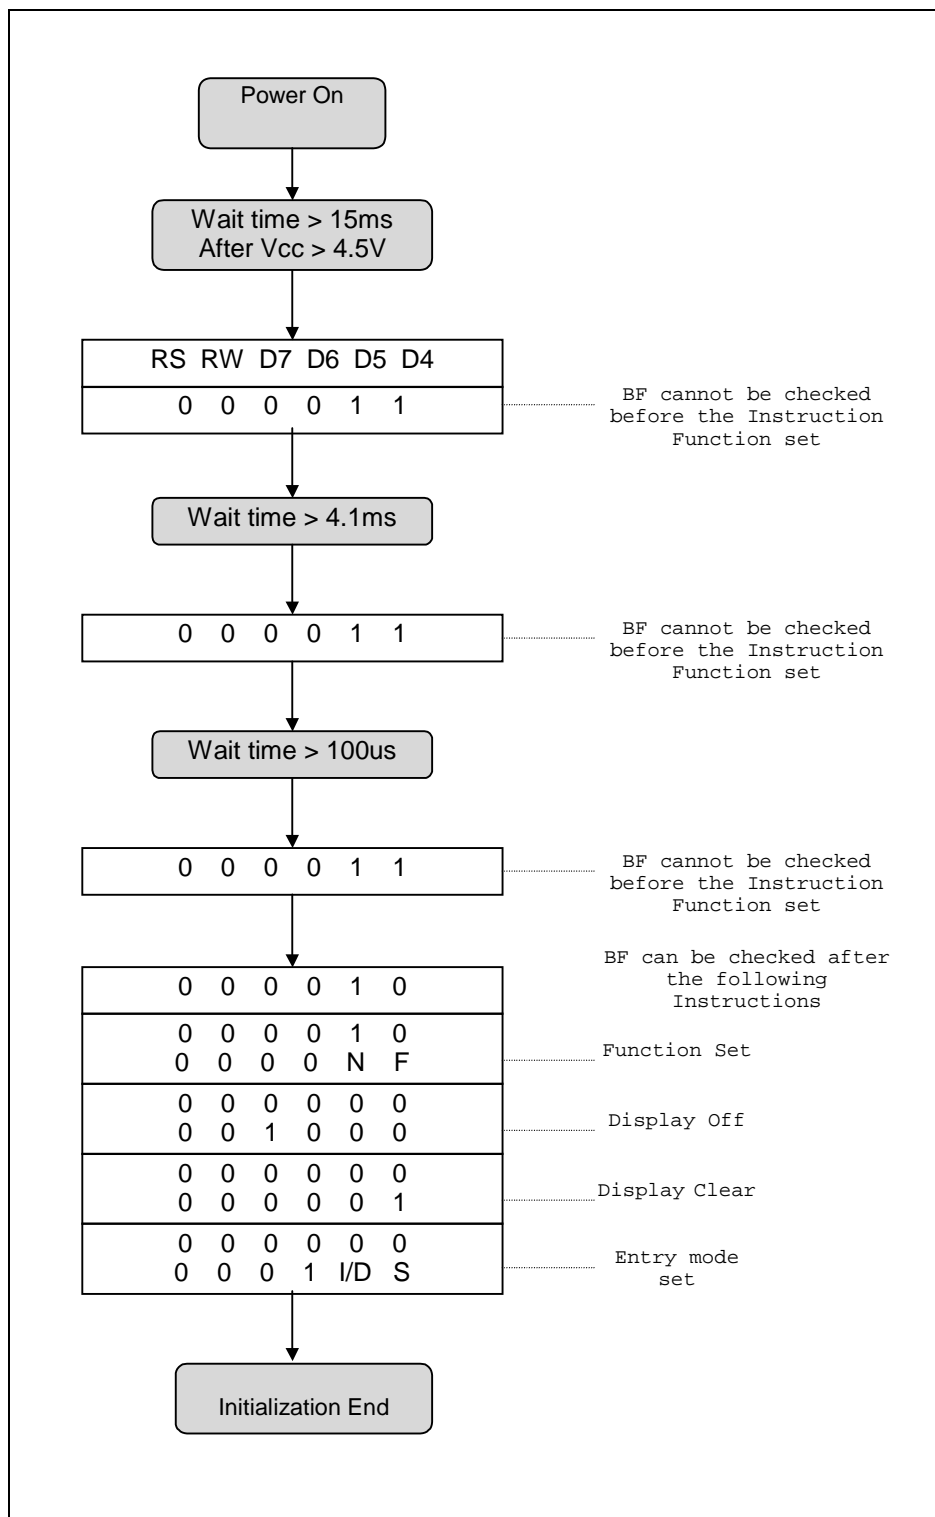 Power On
Wait time > 15ms
After Vcc > 4.5V
RS RW D7 D6 D5 D4
0 0 0 0 1 1
BF cannot be checked
before the Instruction
Function set
Wait time > 4.1ms
0 0 0 0 1 1
BF cannot be checked
before the Instruction
Function set
Wait time > 100us
0 0 0 0 1 1
BF cannot be checked
before the Instruction
Function set
BF can be checked after
the following
Instructions
0 0 0 0 1 0
0 0 0 0 1 0
0 0 0 0 N F
Function Set
0 0 0 0 0 0
0 0 1 0 0 0
Display Off
0 0 0 0 0 0
0 0 0 0 0 1
Display Clear
0 0 0 0 0 0
0 0 0 1 I/D S
Entry mode
set
Initialization End